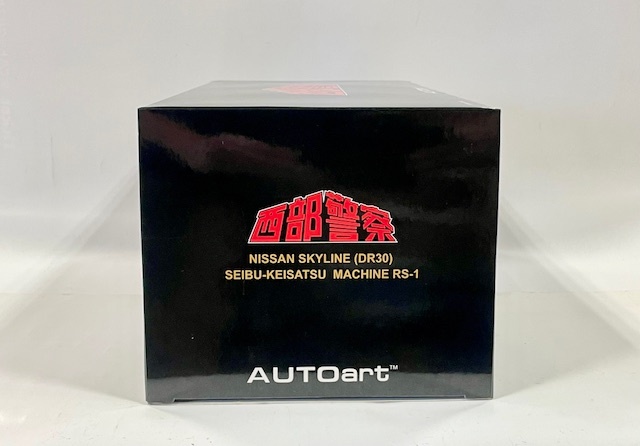 西部警察
NISSAN SKYLINE (DR30)
SEIBU-KEISATSU MACHINE RS-1
AUTOart™